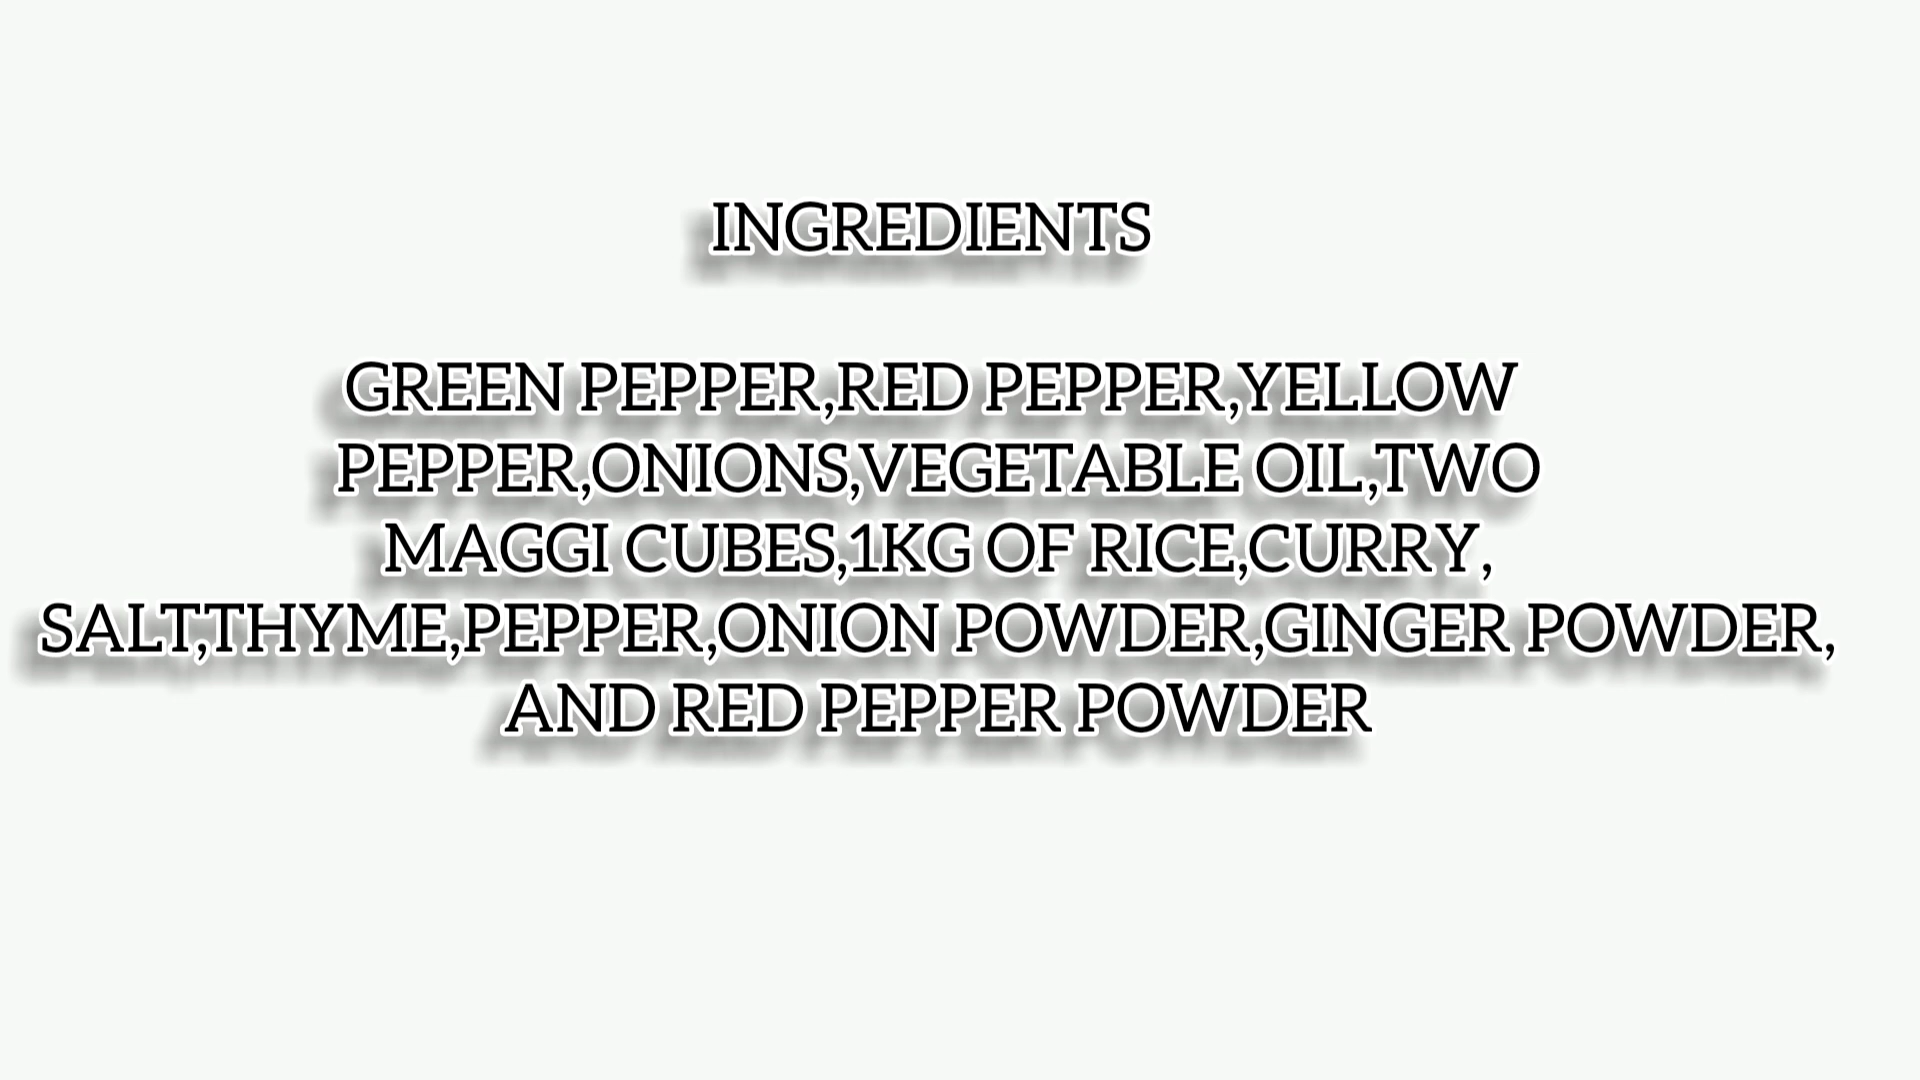 INGREDIENTS
GREEN PEPPER,RED PEPPER,YELLOW
PEPPER,ONIONS,VEGETABLE OIL,TWO
MAGGI CUBES,1KG OF RICE,CURRY,
SALT,THYME,PEPPER,ONION POWDER,GINGER POWDER,
AND RED PEPPER POWDER